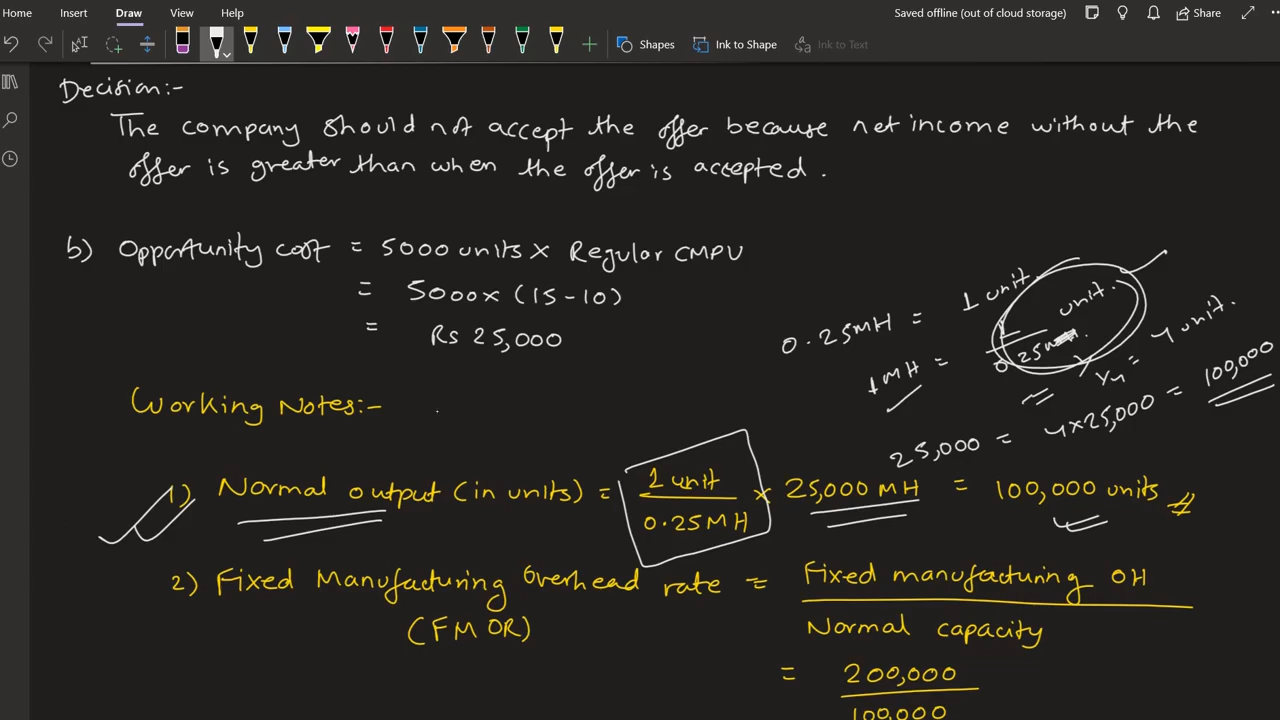 Home Insert Draw View Help
Saved offline (out of cloud storage) Share
Shapes Ink to Shape Ink to Text
Decision:-
The company should not accept the offer because net income without the
offer is greater than when the offer is accepted.
b) Opportunity cost = 5000 units × Regular CMPU
= 5000 × (15-10)
= Rs 25,000
0.25MH = 1 unit
1MH = 1 unit.
0.25
= 4 unit.
25,000 = 4×25,000 = 100,000
Working Notes:-
1) Normal output (in units) = 1 unit × 25,000 MH = 100,000 units
0.25MH
2) Fixed Manufacturing Overhead rate = Fixed manufacturing OH
(FMOR) Normal capacity
= 200,000
100,000